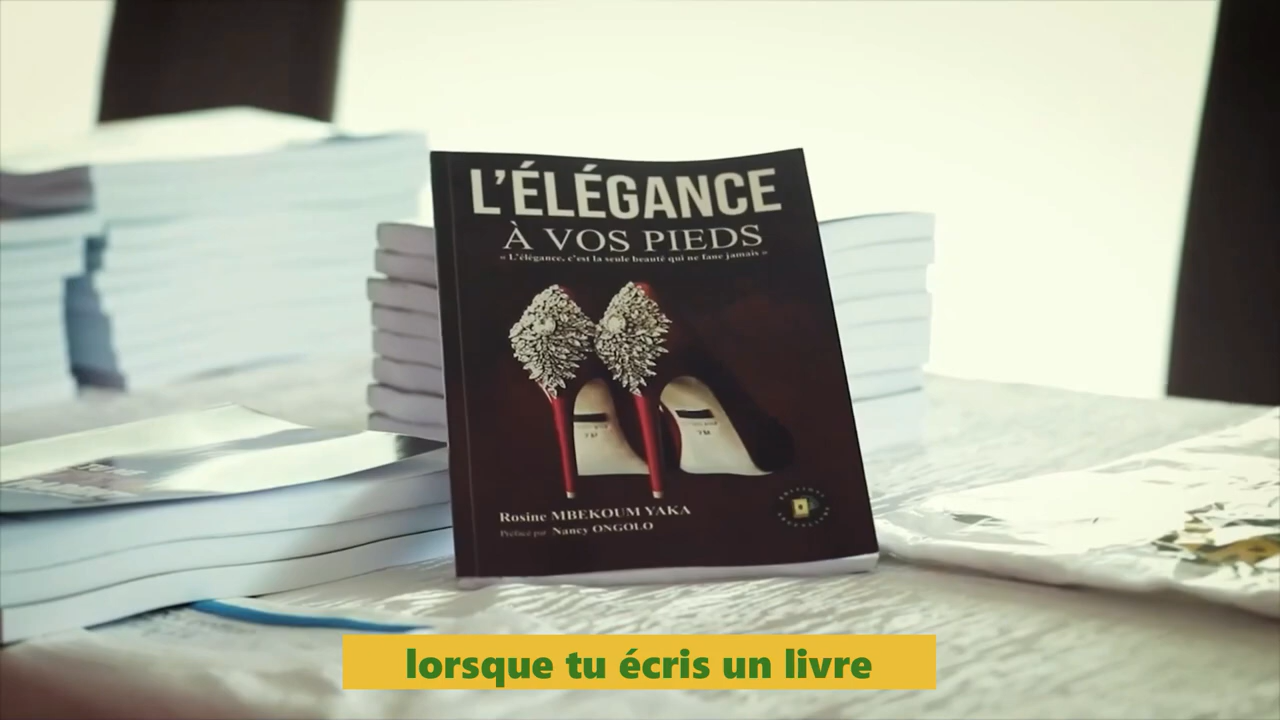 L'ÉLÉGANCE
À VOS PIEDS
« L'élégance, c'est la seule beauté qui ne fane jamais »
Rosine MBEKOUM YAKA
Préfacé par Nancy ONGOLO
lorsque tu écris un livre